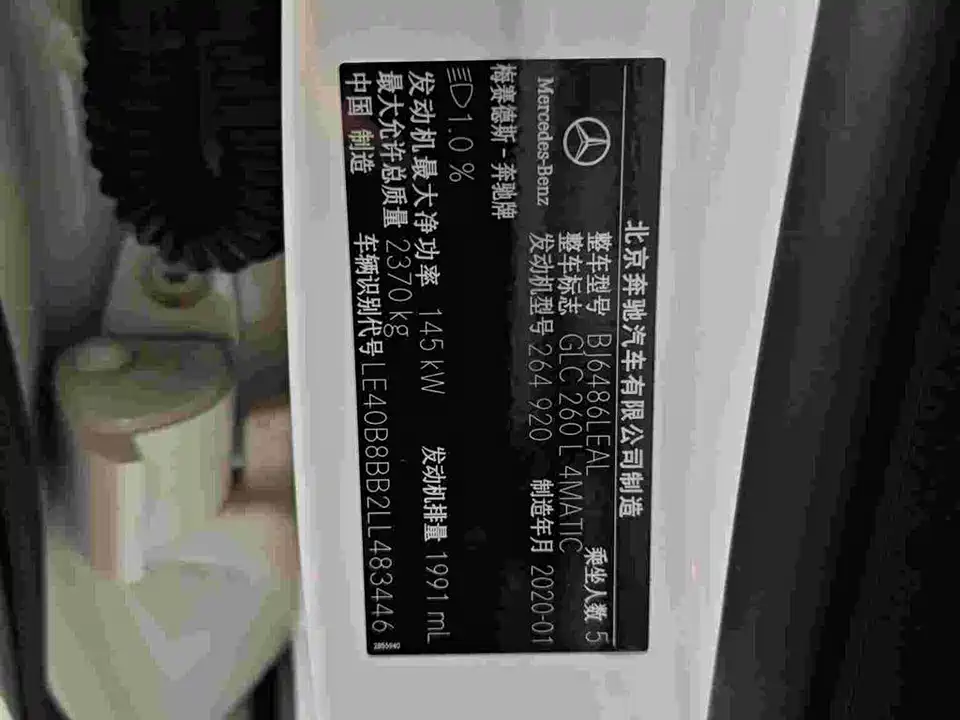 北京奔驰汽车有限公司制造
Mercedes-Benz
梅赛德斯-奔驰牌
整车型号 BJ6486LEAL 乘坐人数 5
整车标志 GLC 260 L 4MATIC
发动机型号 264 920 制造年月 2020-01
1.0 %
发动机最大净功率 145 kW 发动机排量 1991 mL
最大允许总质量 2370 kg
中国 制造 车辆识别代号 LE40B8BB2LL483446
2855940